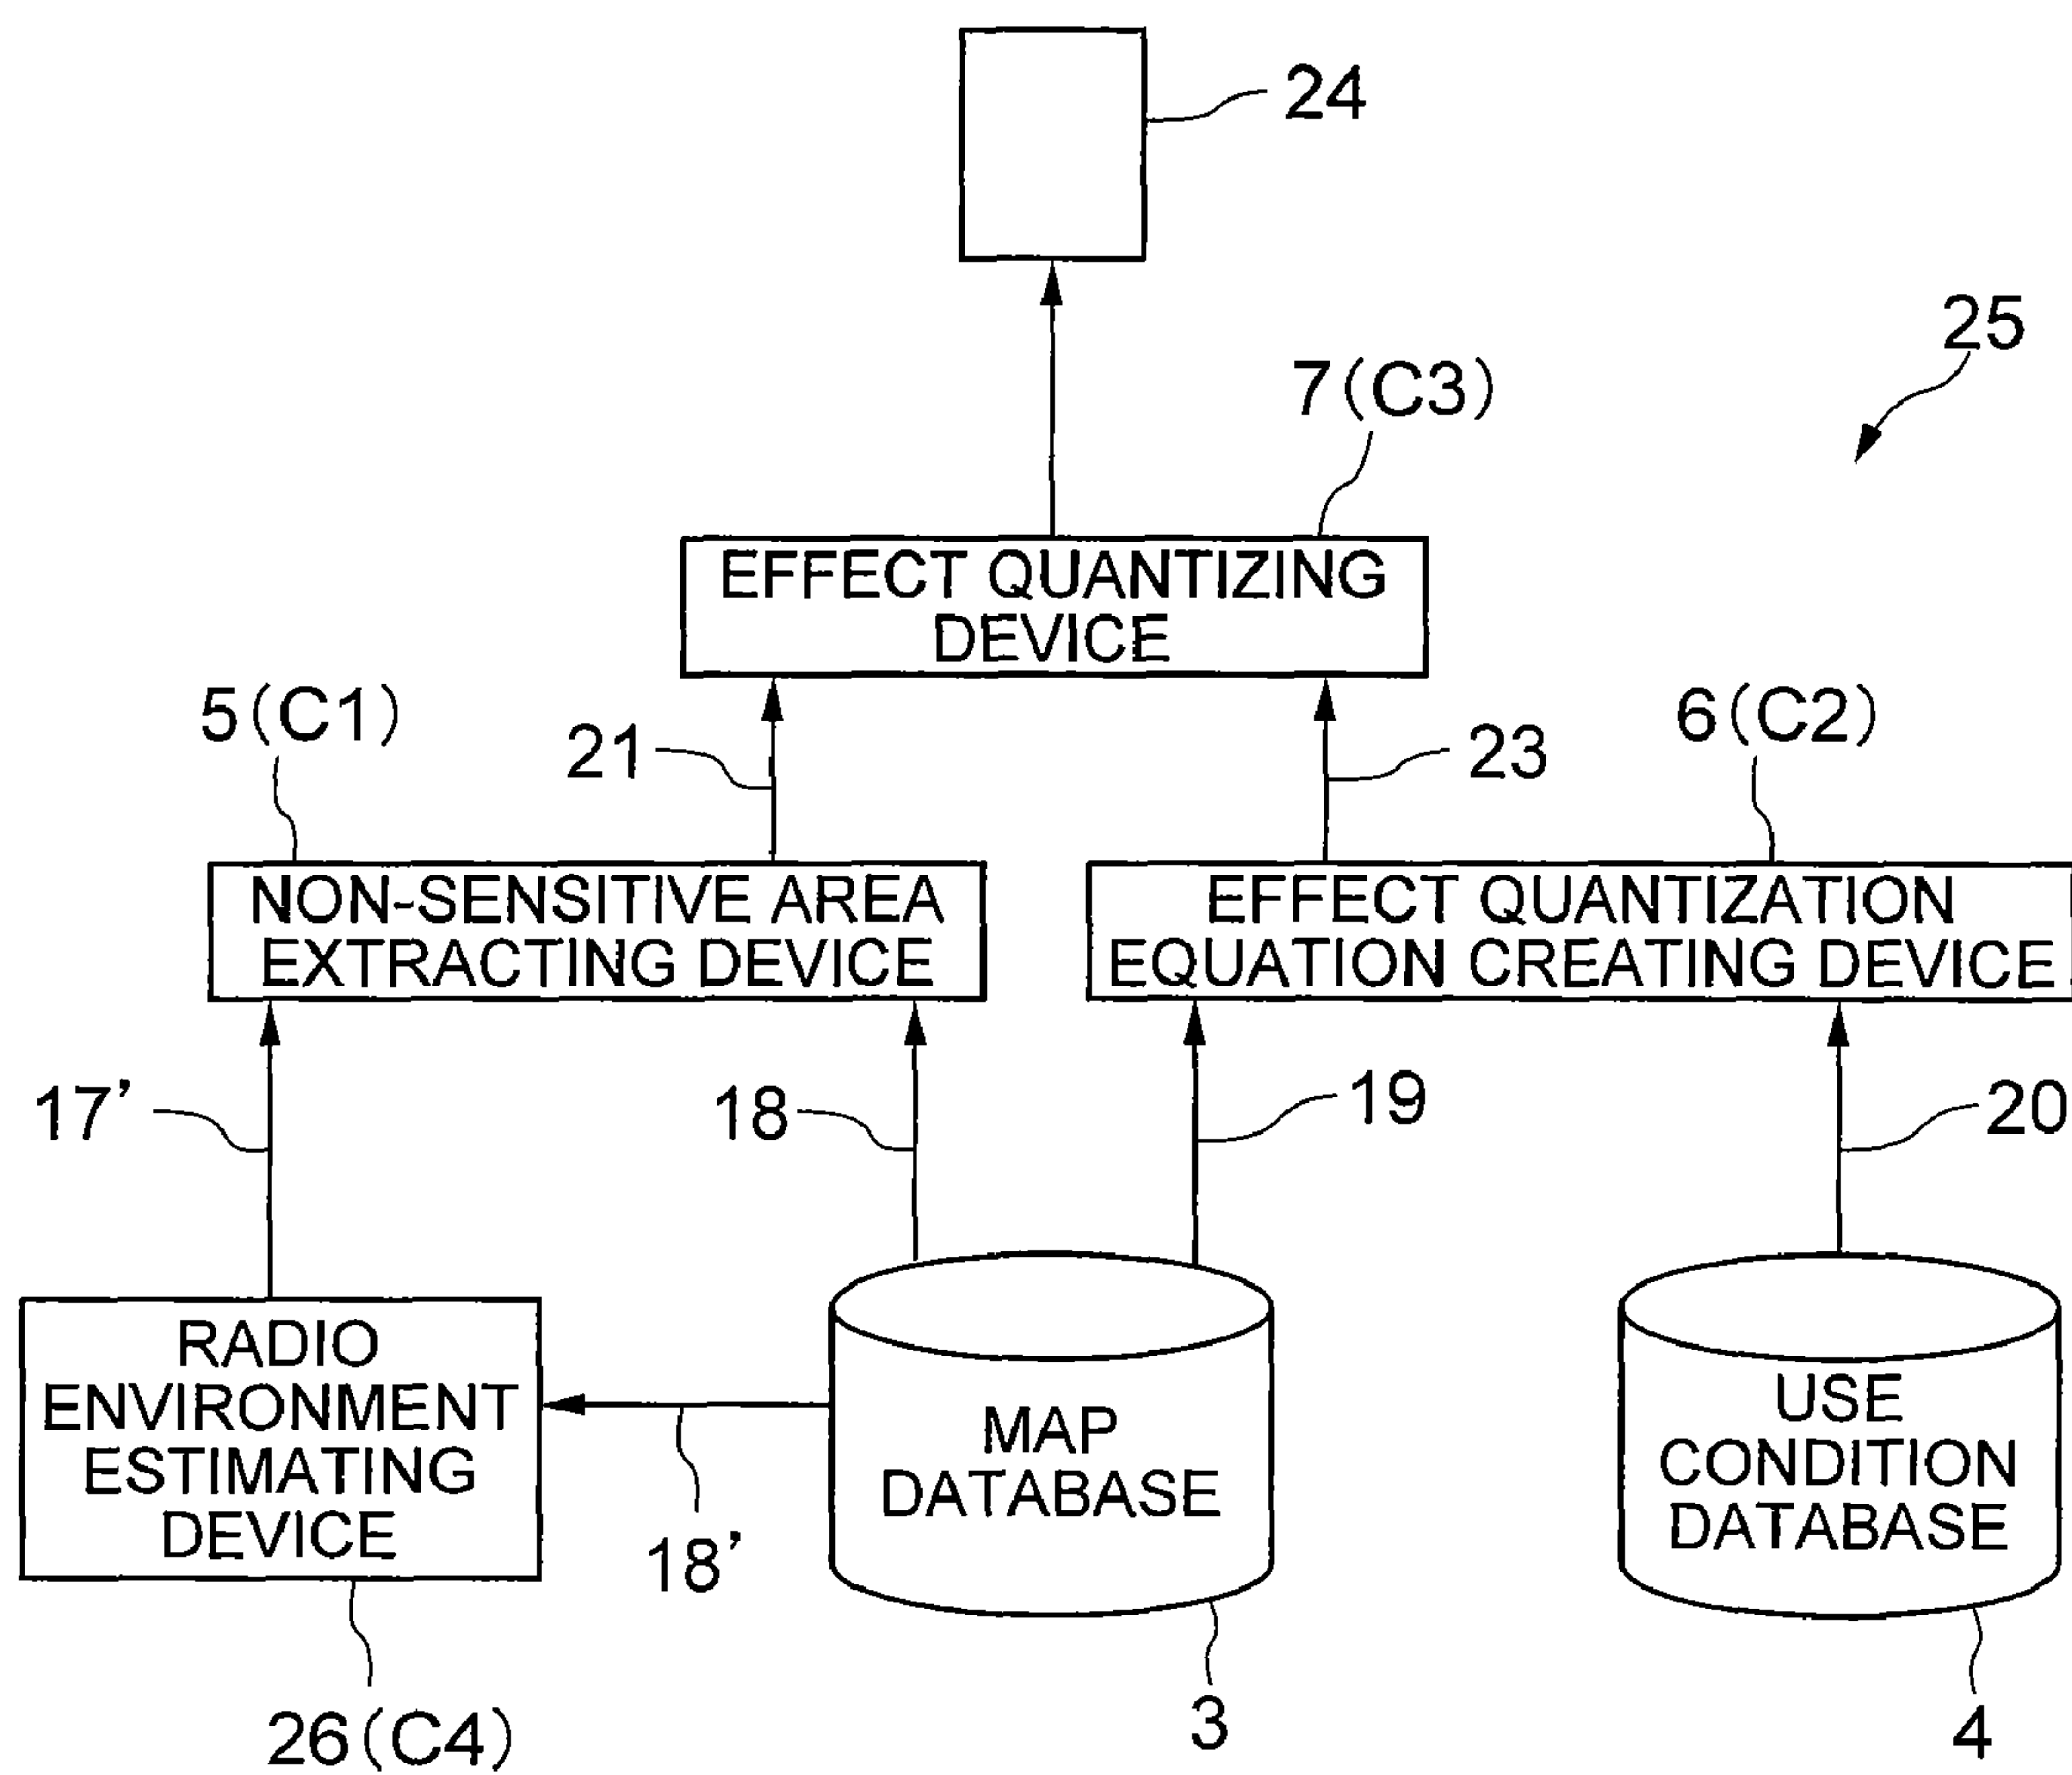 24
25
7(C3)
EFFECT QUANTIZING
DEVICE
5(C1)
21
23
6(C2)
NON-SENSITIVE AREA
EXTRACTING DEVICE
EFFECT QUANTIZATION
EQUATION CREATING DEVICE
17’
18
19
20
RADIO
ENVIRONMENT
ESTIMATING
DEVICE
18’
MAP
DATABASE
USE
CONDITION
DATABASE
26(C4)
3
4